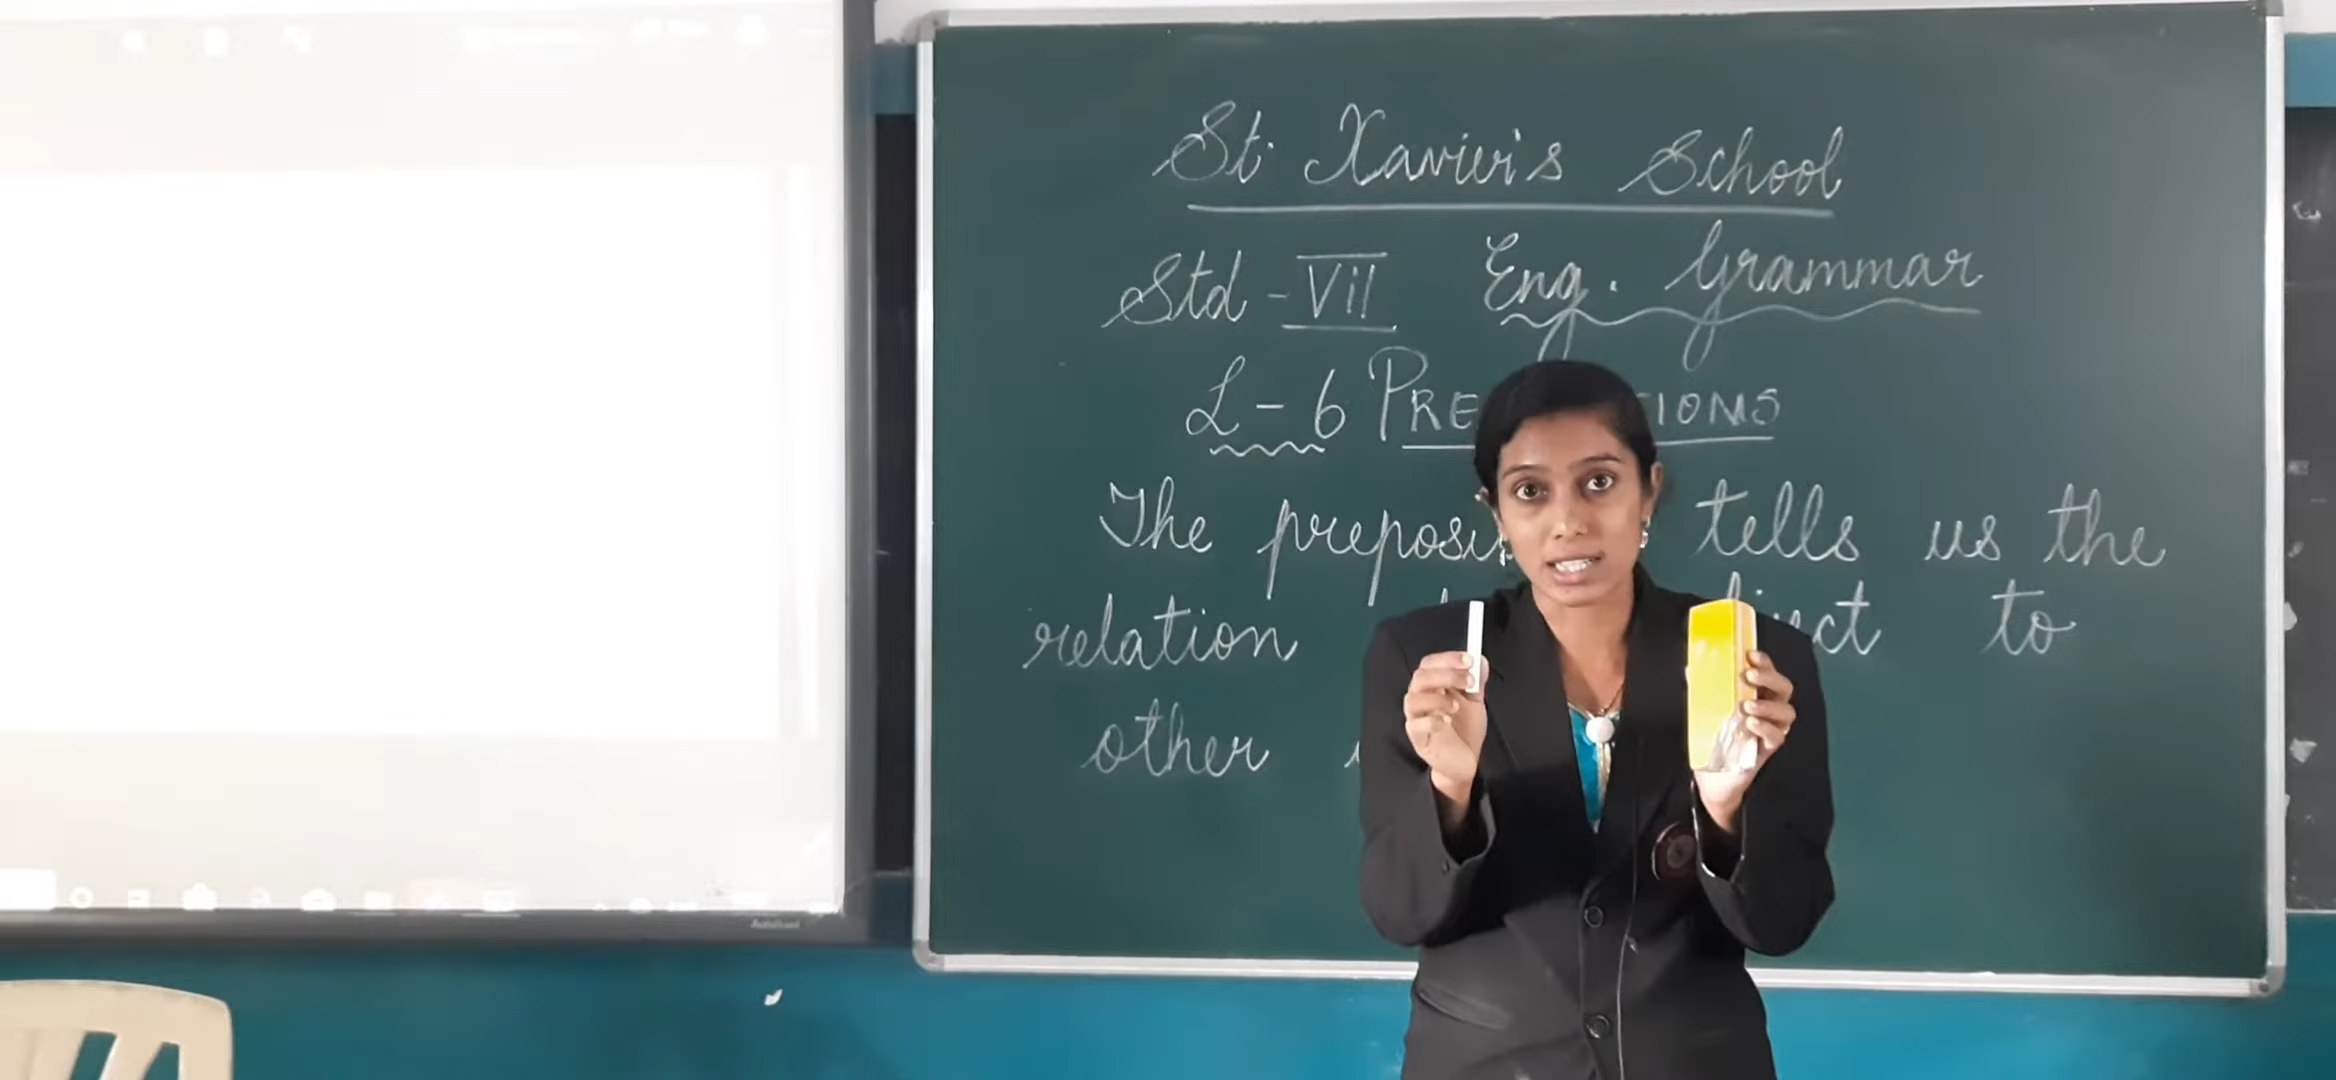 St. Xavier's School
Std - VII Eng. Grammar
L-6 PRE IONS
The preposi tells us the
relation ject to
other